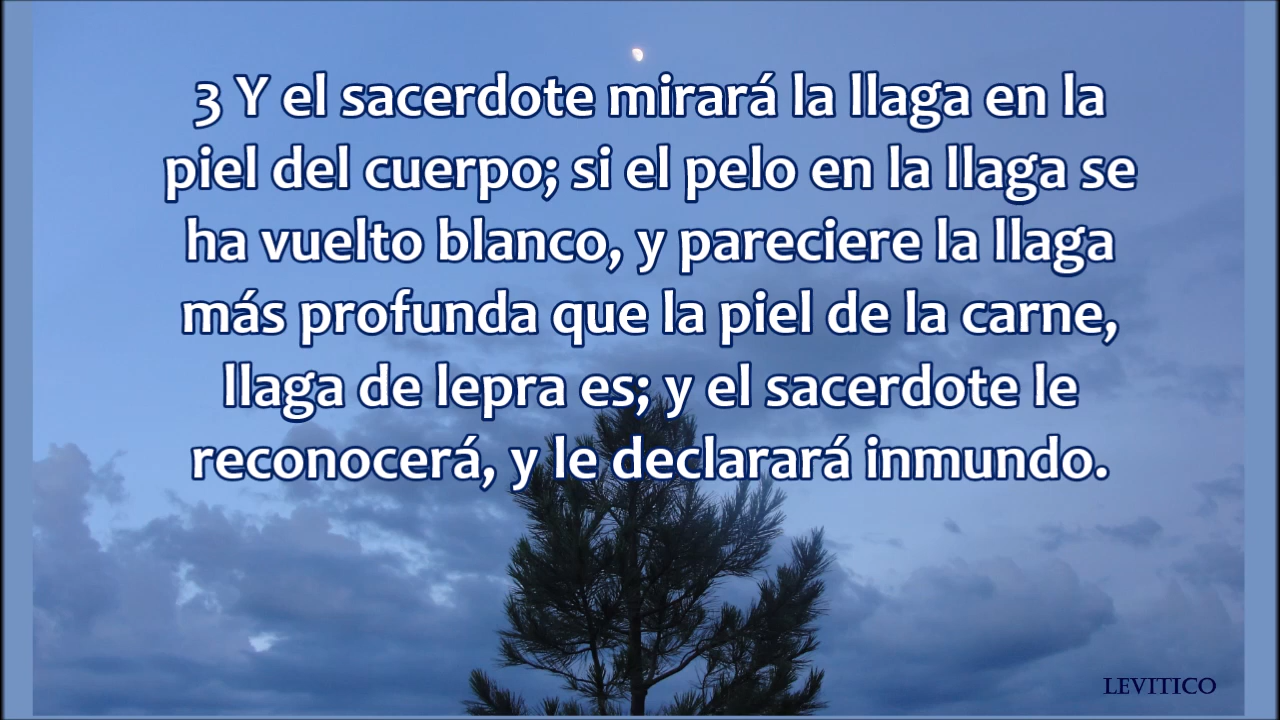 3 Y el sacerdote mirará la llaga en la
piel del cuerpo; si el pelo en la llaga se
ha vuelto blanco, y pareciere la llaga
más profunda que la piel de la carne,
llaga de lepra es; y el sacerdote le
reconocerá, y le declarará inmundo.
LEVITICO